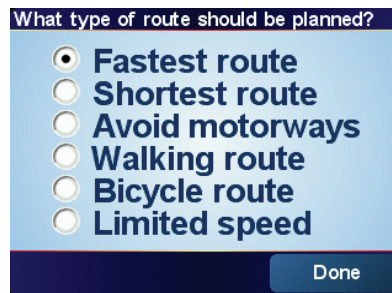 What type of route should be planned?
Fastest route
Shortest route
Avoid motorways
Walking route
Bicycle route
Limited speed
Done